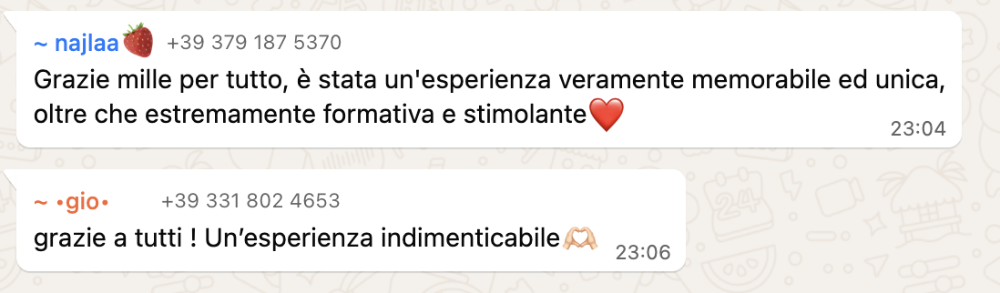 ~ najlaa🍓 +39 379 187 5370
Grazie mille per tutto, è stata un'esperienza veramente memorabile ed unica,
oltre che estremamente formativa e stimolante❤️
23:04
~ •gio• +39 331 802 4653
grazie a tutti ! Un’esperienza indimenticabile🫶🏻
23:06